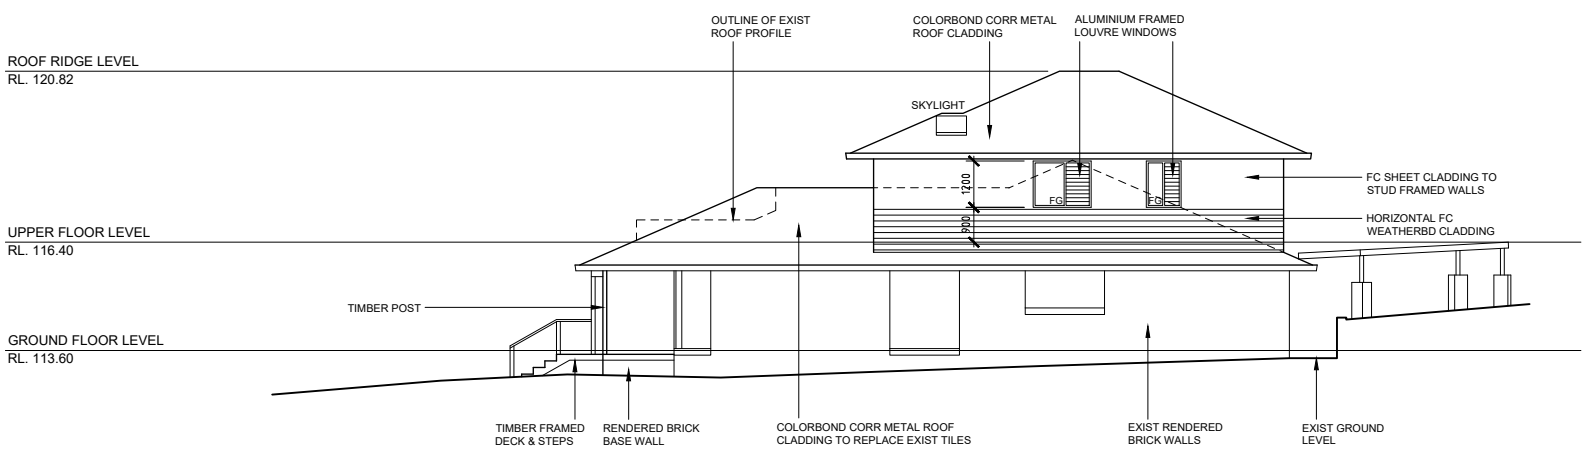 OUTLINE OF EXIST
ROOF PROFILE
COLORBOND CORR METAL
ROOF CLADDING
ALUMINIUM FRAMED
LOUVRE WINDOWS
ROOF RIDGE LEVEL
RL. 120.82
SKYLIGHT
1200
FG
FG
FC SHEET CLADDING TO
STUD FRAMED WALLS
900
HORIZONTAL FC
WEATHERBD CLADDING
UPPER FLOOR LEVEL
RL. 116.40
TIMBER POST
GROUND FLOOR LEVEL
RL. 113.60
TIMBER FRAMED
DECK & STEPS
RENDERED BRICK
BASE WALL
COLORBOND CORR METAL ROOF
CLADDING TO REPLACE EXIST TILES
EXIST RENDERED
BRICK WALLS
EXIST GROUND
LEVEL